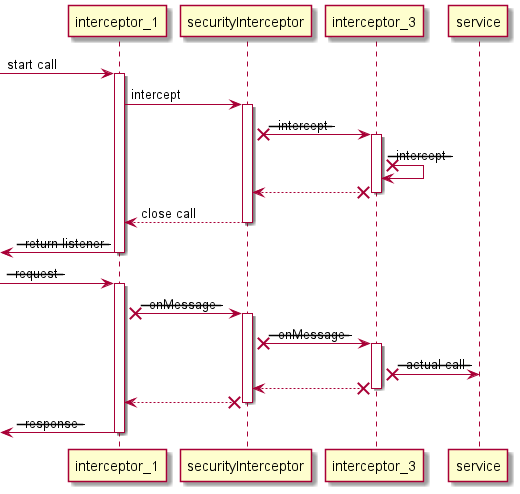 interceptor_1 securityInterceptor interceptor_3 service
start call
intercept
intercept
intercept
close call
return listener
request
onMessage
onMessage
actual call
response
interceptor_1 securityInterceptor interceptor_3 service